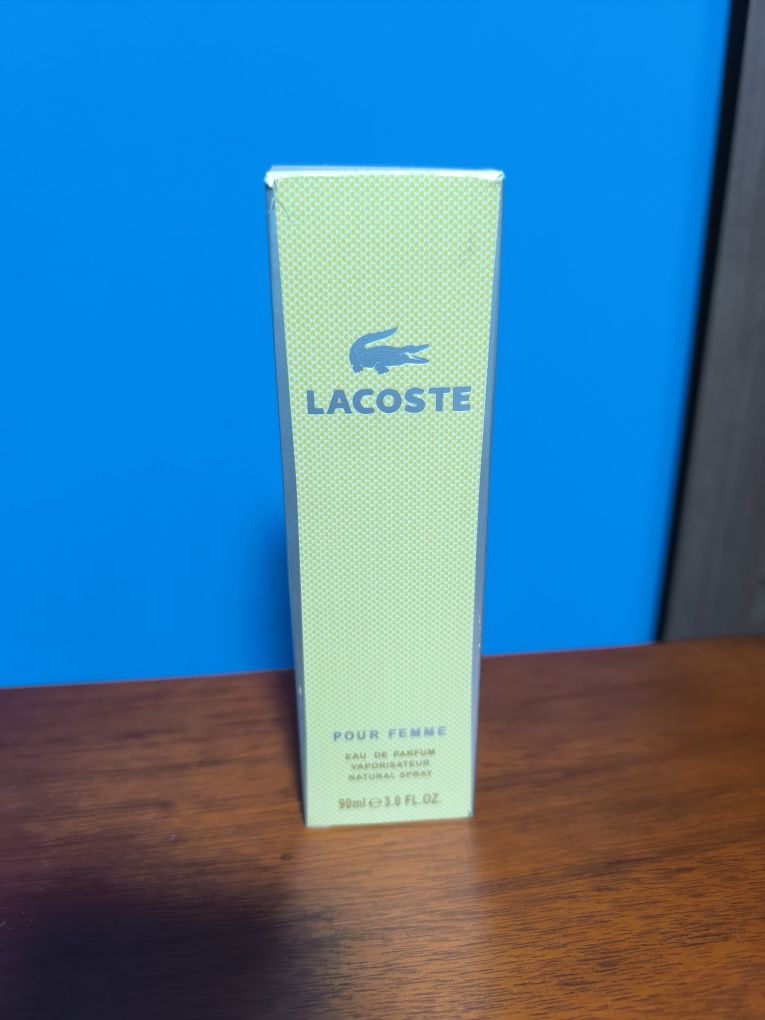 LACOSTE
POUR FEMME
EAU DE PARFUM
VAPORISATEUR
NATURAL SPRAY
90ml ℮ 3.0 FL.OZ.